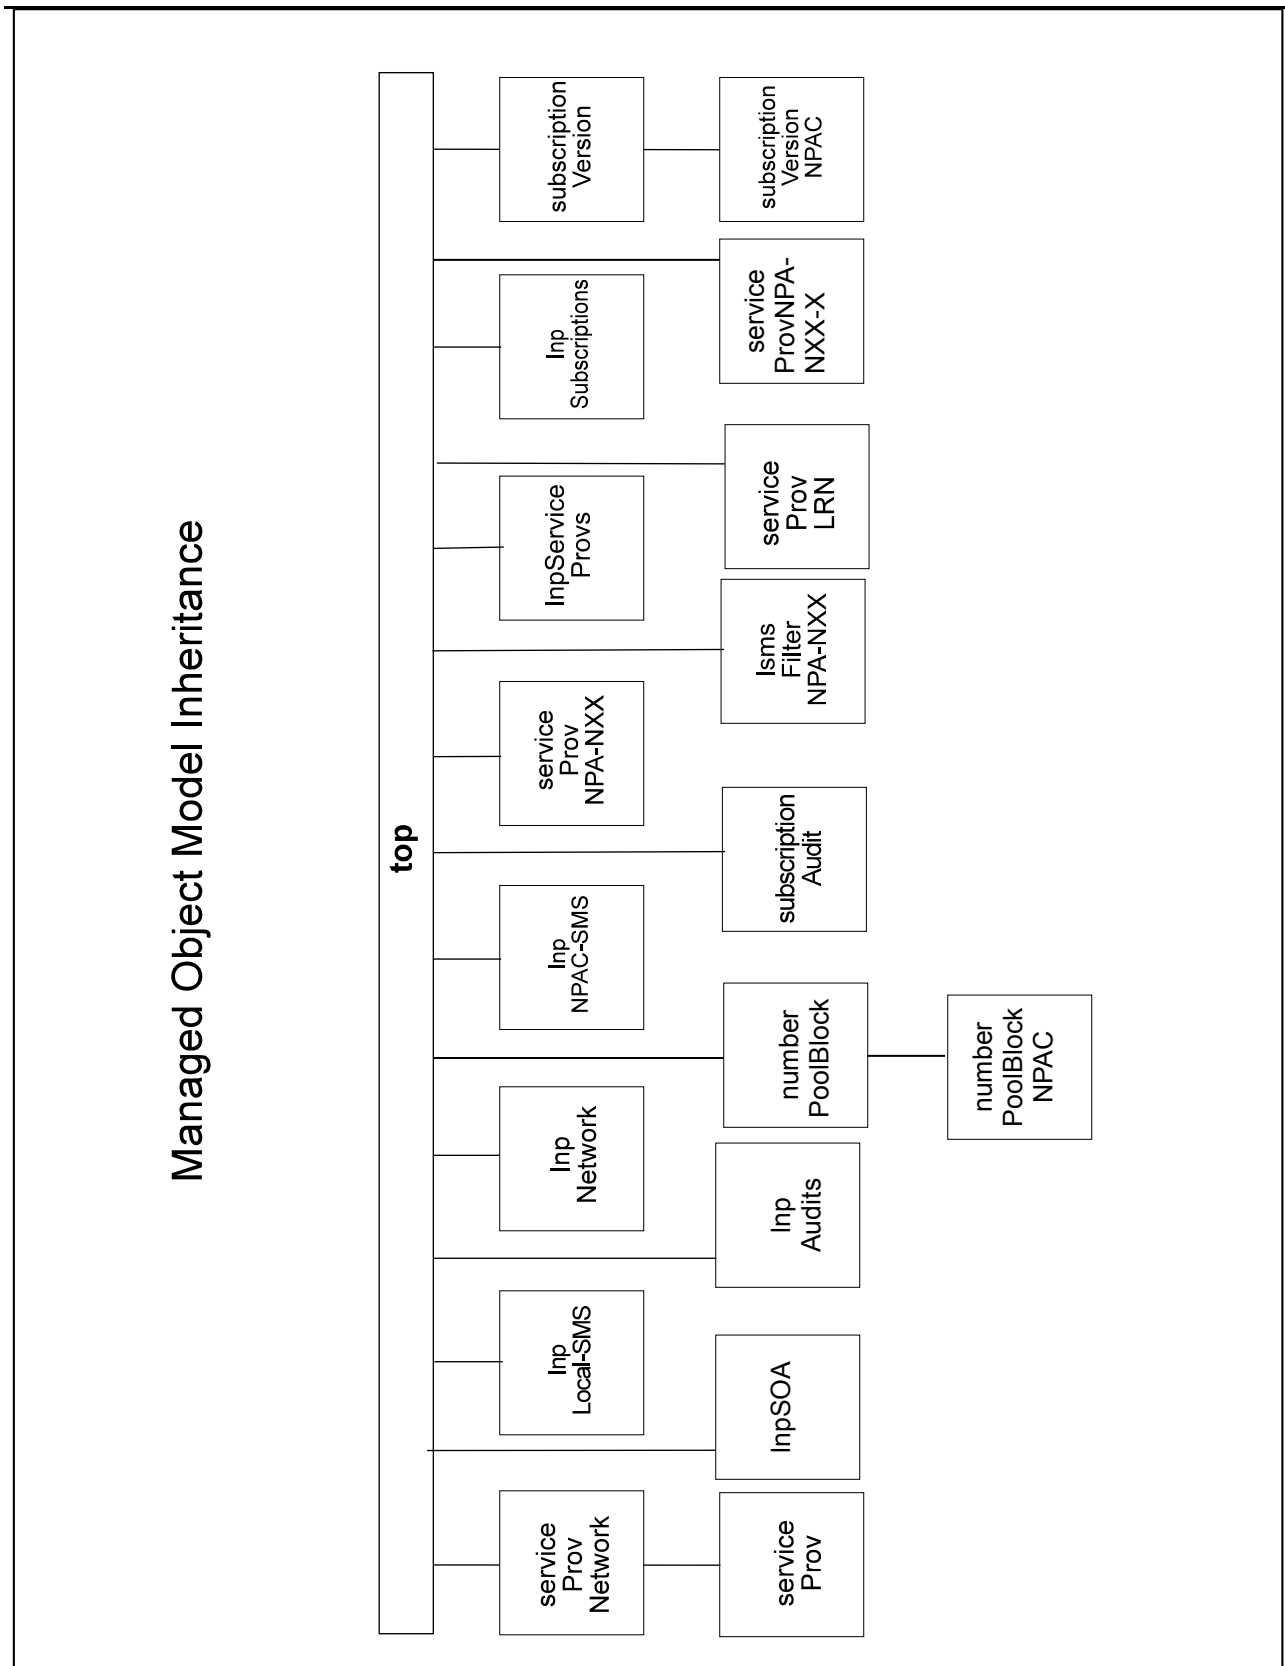 Managed Object Model Inheritance
top
service
Prov
Network
lnp
Local-SMS
lnp
Network
lnp
NPAC-SMS
service
Prov
NPA-NXX
lnpService
Provs
lnp
Subscriptions
subscription
Version
service
Prov
lnpSOA
lnp
Audits
number
PoolBlock
subscription
Audit
lsms
Filter
NPA-NXX
service
Prov
LRN
service
ProvNPA-
NXX-X
subscription
Version
NPAC
number
PoolBlock
NPAC